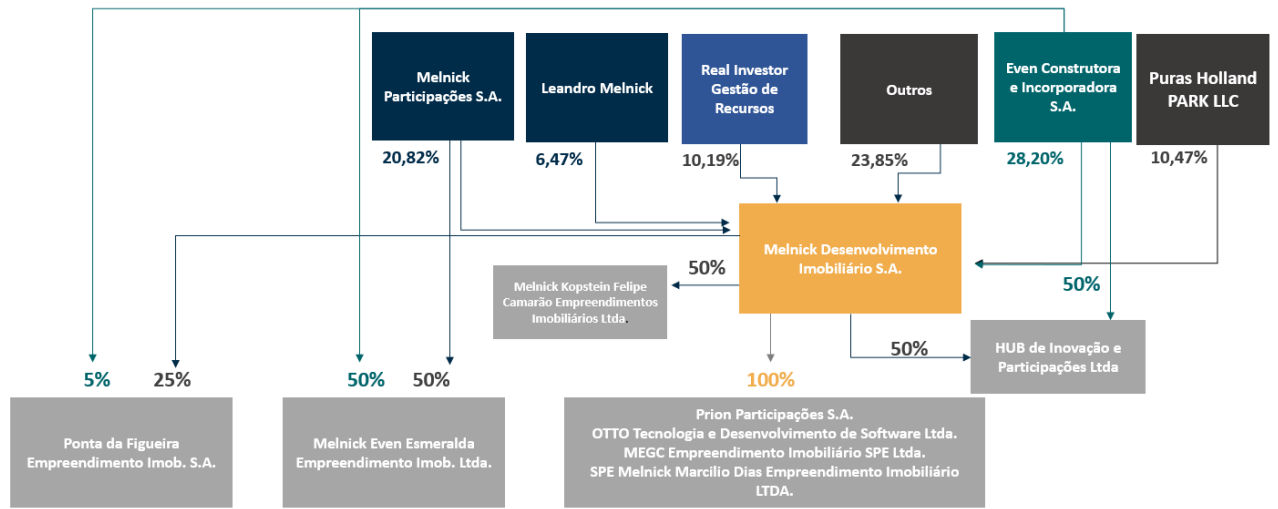 Melnick
Participações S.A.
Leandro Melnick
Real Investor
Gestão de
Recursos
Outros
Even Construtora
e Incorporadora
S.A.
Puras Holland
PARK LLC
20,82%
6,47%
10,19%
23,85%
28,20%
10,47%
Melnick Desenvolvimento
Imobiliário S.A.
50%
Melnick Kopstein Felipe
Camarão Empreendimentos
Imobiliários Ltda.
50%
50%
HUB de Inovação e
Participações Ltda
5%
25%
50%
50%
100%
Ponta da Figueira
Empreendimento Imob. S.A.
Melnick Even Esmeralda
Empreendimento Imob. Ltda.
Prion Participações S.A.
OTTO Tecnologia e Desenvolvimento de Software Ltda.
MEGC Empreendimento Imobiliário SPE Ltda.
SPE Melnick Marcilio Dias Empreendimento Imobiliário
LTDA.